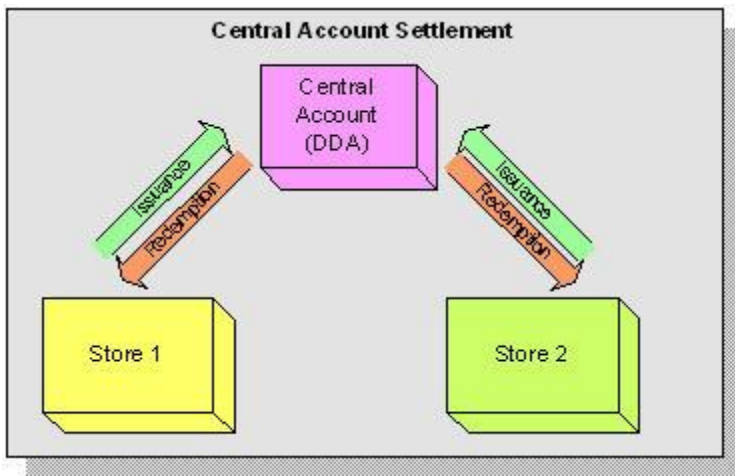 Central Account Settlement
Central
Account
(DDA)
Issuance
Redemption
Issuance
Redemption
Store 1
Store 2